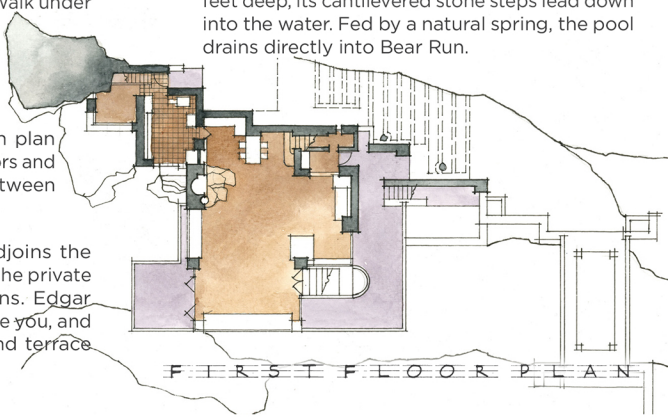 Walk under
feet deep, its cantilevered stone steps lead down
into the water. Fed by a natural spring, the pool
drains directly into Bear Run.
plan
and
djoins the
he private
ns. Edgar
e you, and
nd terrace
FIRST FLOOR PLAN